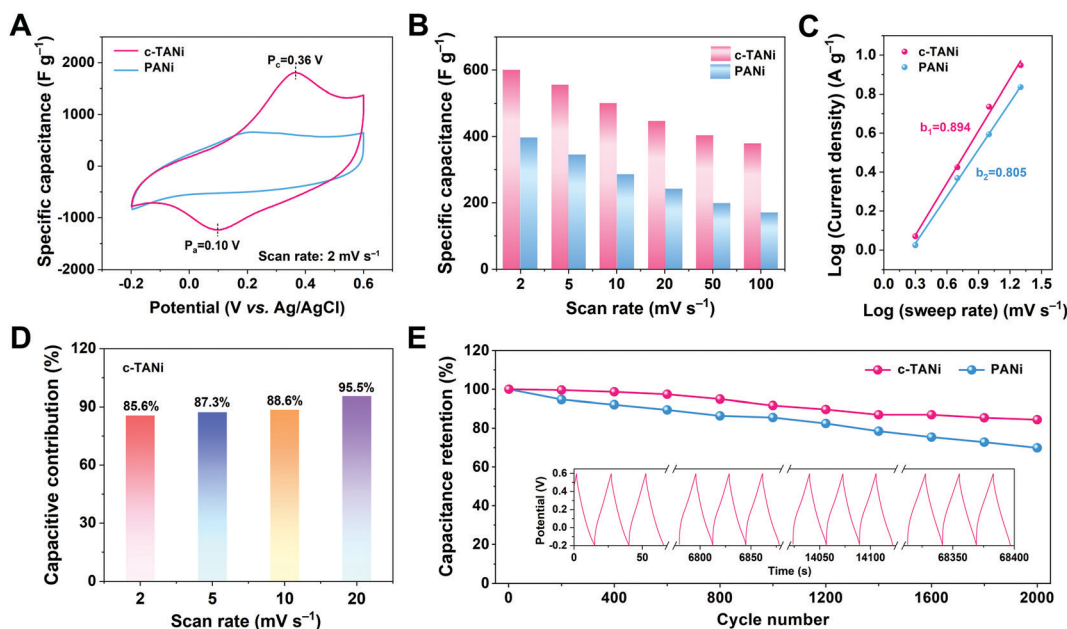 A
c-TANi
PANi
Pc=0.36 V
Pa=0.10 V
Scan rate: 2 mV s⁻¹
Specific capacitance (F g⁻¹)
2000
1000
0
-1000
-2000
-0.2 0.0 0.2 0.4 0.6
Potential (V vs. Ag/AgCl)
B
c-TANi
PANi
Specific capacitance (F g⁻¹)
600
400
200
0
2 5 10 20 50 100
Scan rate (mV s⁻¹)
C
c-TANi
PANi
b₁=0.894
b₂=0.805
Log (Current density) (A g⁻¹)
1.0
0.8
0.6
0.4
0.2
0.0
0.0 0.3 0.6 0.9 1.2 1.5
Log (sweep rate) (mV s⁻¹)
D
c-TANi
85.6% 87.3% 88.6% 95.5%
Capacitive contribution (%)
120
90
60
30
0
2 5 10 20
Scan rate (mV s⁻¹)
E
c-TANi PANi
Capacitance retention (%)
120
100
80
60
40
20
0
0 400 800 1200 1600 2000
Cycle number
Potential (V)
0.6
0.4
0.2
0.0
-0.2
0 50 6800 6850 14050 14100 68350 68400
Time (s)